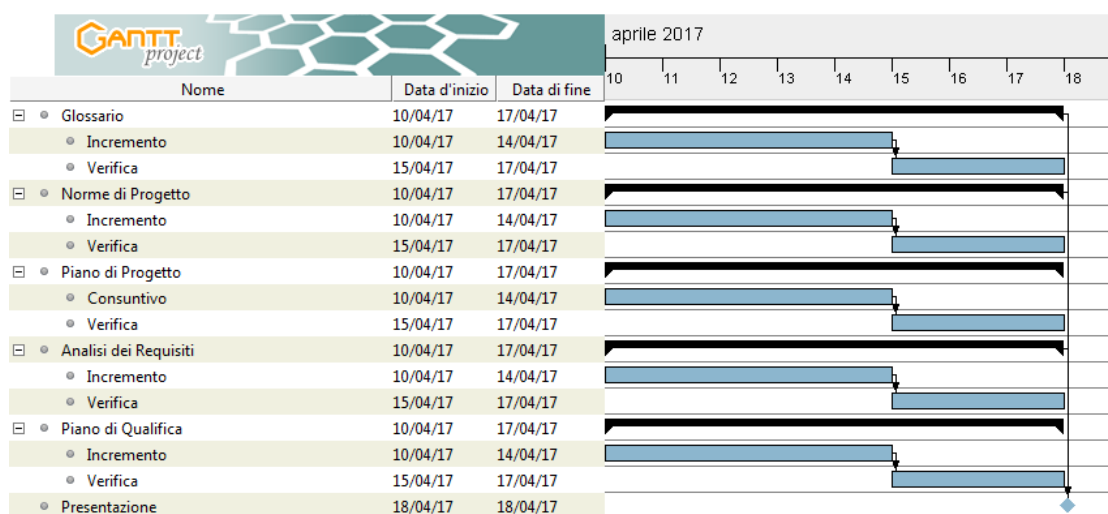 GANTT project
aprile 2017
10 11 12 13 14 15 16 17 18
Nome Data d'inizio Data di fine
Glossario 10/04/17 17/04/17
Incremento 10/04/17 14/04/17
Verifica 15/04/17 17/04/17
Norme di Progetto 10/04/17 17/04/17
Incremento 10/04/17 14/04/17
Verifica 15/04/17 17/04/17
Piano di Progetto 10/04/17 17/04/17
Consuntivo 10/04/17 14/04/17
Verifica 15/04/17 17/04/17
Analisi dei Requisiti 10/04/17 17/04/17
Incremento 10/04/17 14/04/17
Verifica 15/04/17 17/04/17
Piano di Qualifica 10/04/17 17/04/17
Incremento 10/04/17 14/04/17
Verifica 15/04/17 17/04/17
Presentazione 18/04/17 18/04/17